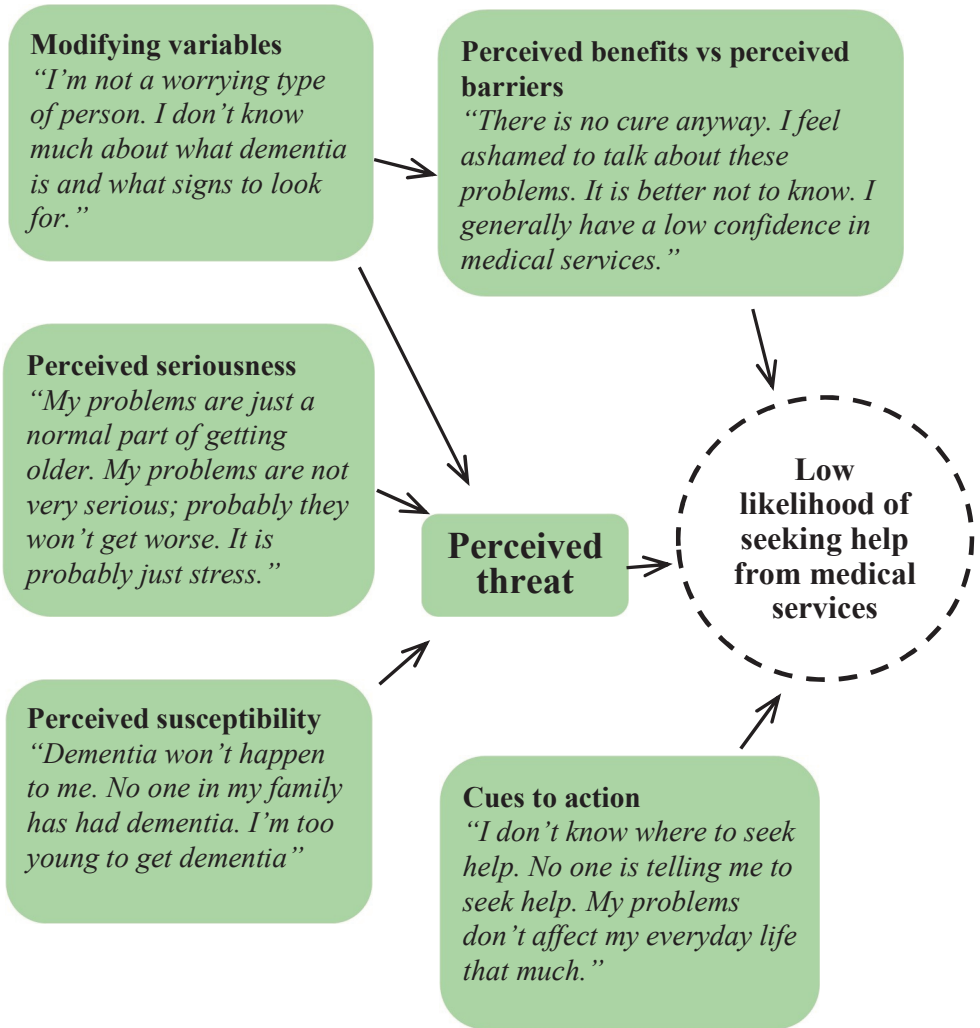 Modifying variables
“I’m not a worrying type
of person. I don’t know
much about what dementia
is and what signs to look
for.”
Perceived benefits vs perceived
barriers
“There is no cure anyway. I feel
ashamed to talk about these
problems. It is better not to know. I
generally have a low confidence in
medical services.”
Perceived seriousness
“My problems are just a
normal part of getting
older. My problems are not
very serious; probably they
won’t get worse. It is
probably just stress.”
Perceived
threat
Low
likelihood of
seeking help
from medical
services
Perceived susceptibility
“Dementia won’t happen
to me. No one in my family
has had dementia. I’m too
young to get dementia”
Cues to action
“I don’t know where to seek
help. No one is telling me to
seek help. My problems
don’t affect my everyday life
that much.”